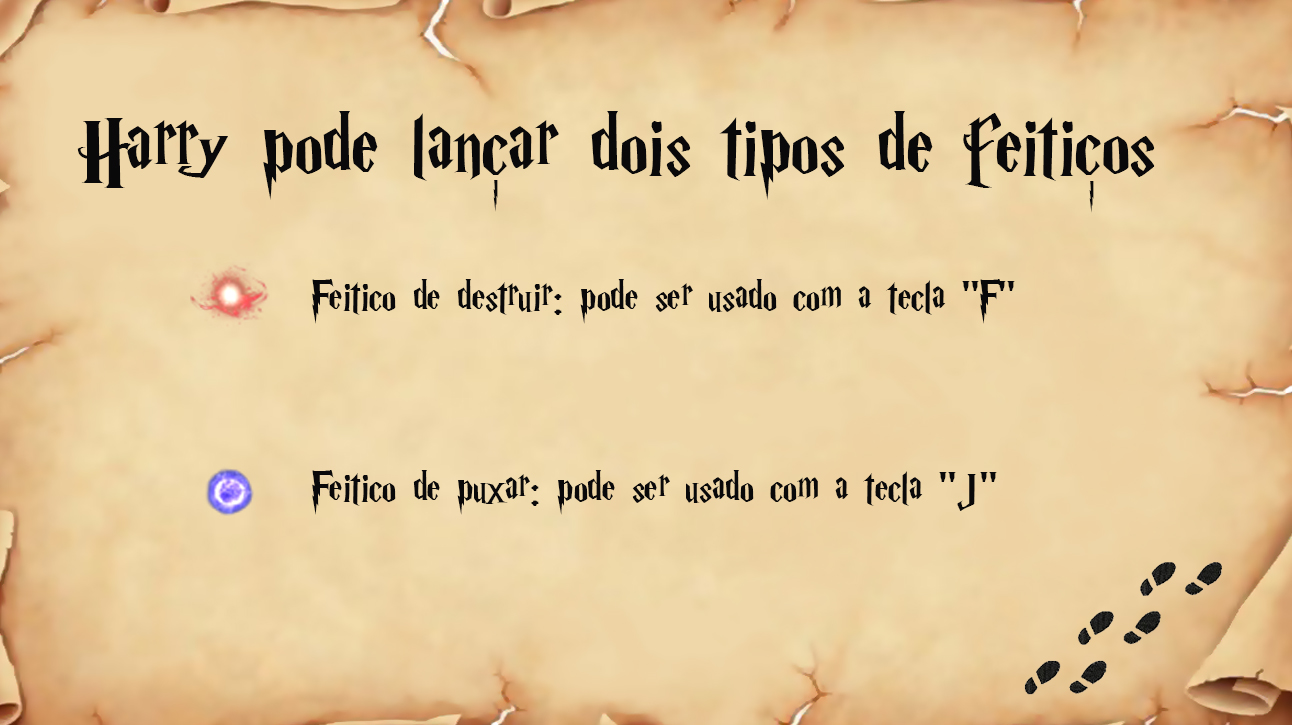 Harry pode lançar dois tipos de feitiços
Feitico de destruir: pode ser usado com a tecla "F"
Feitico de puxar: pode ser usado com a tecla "J"